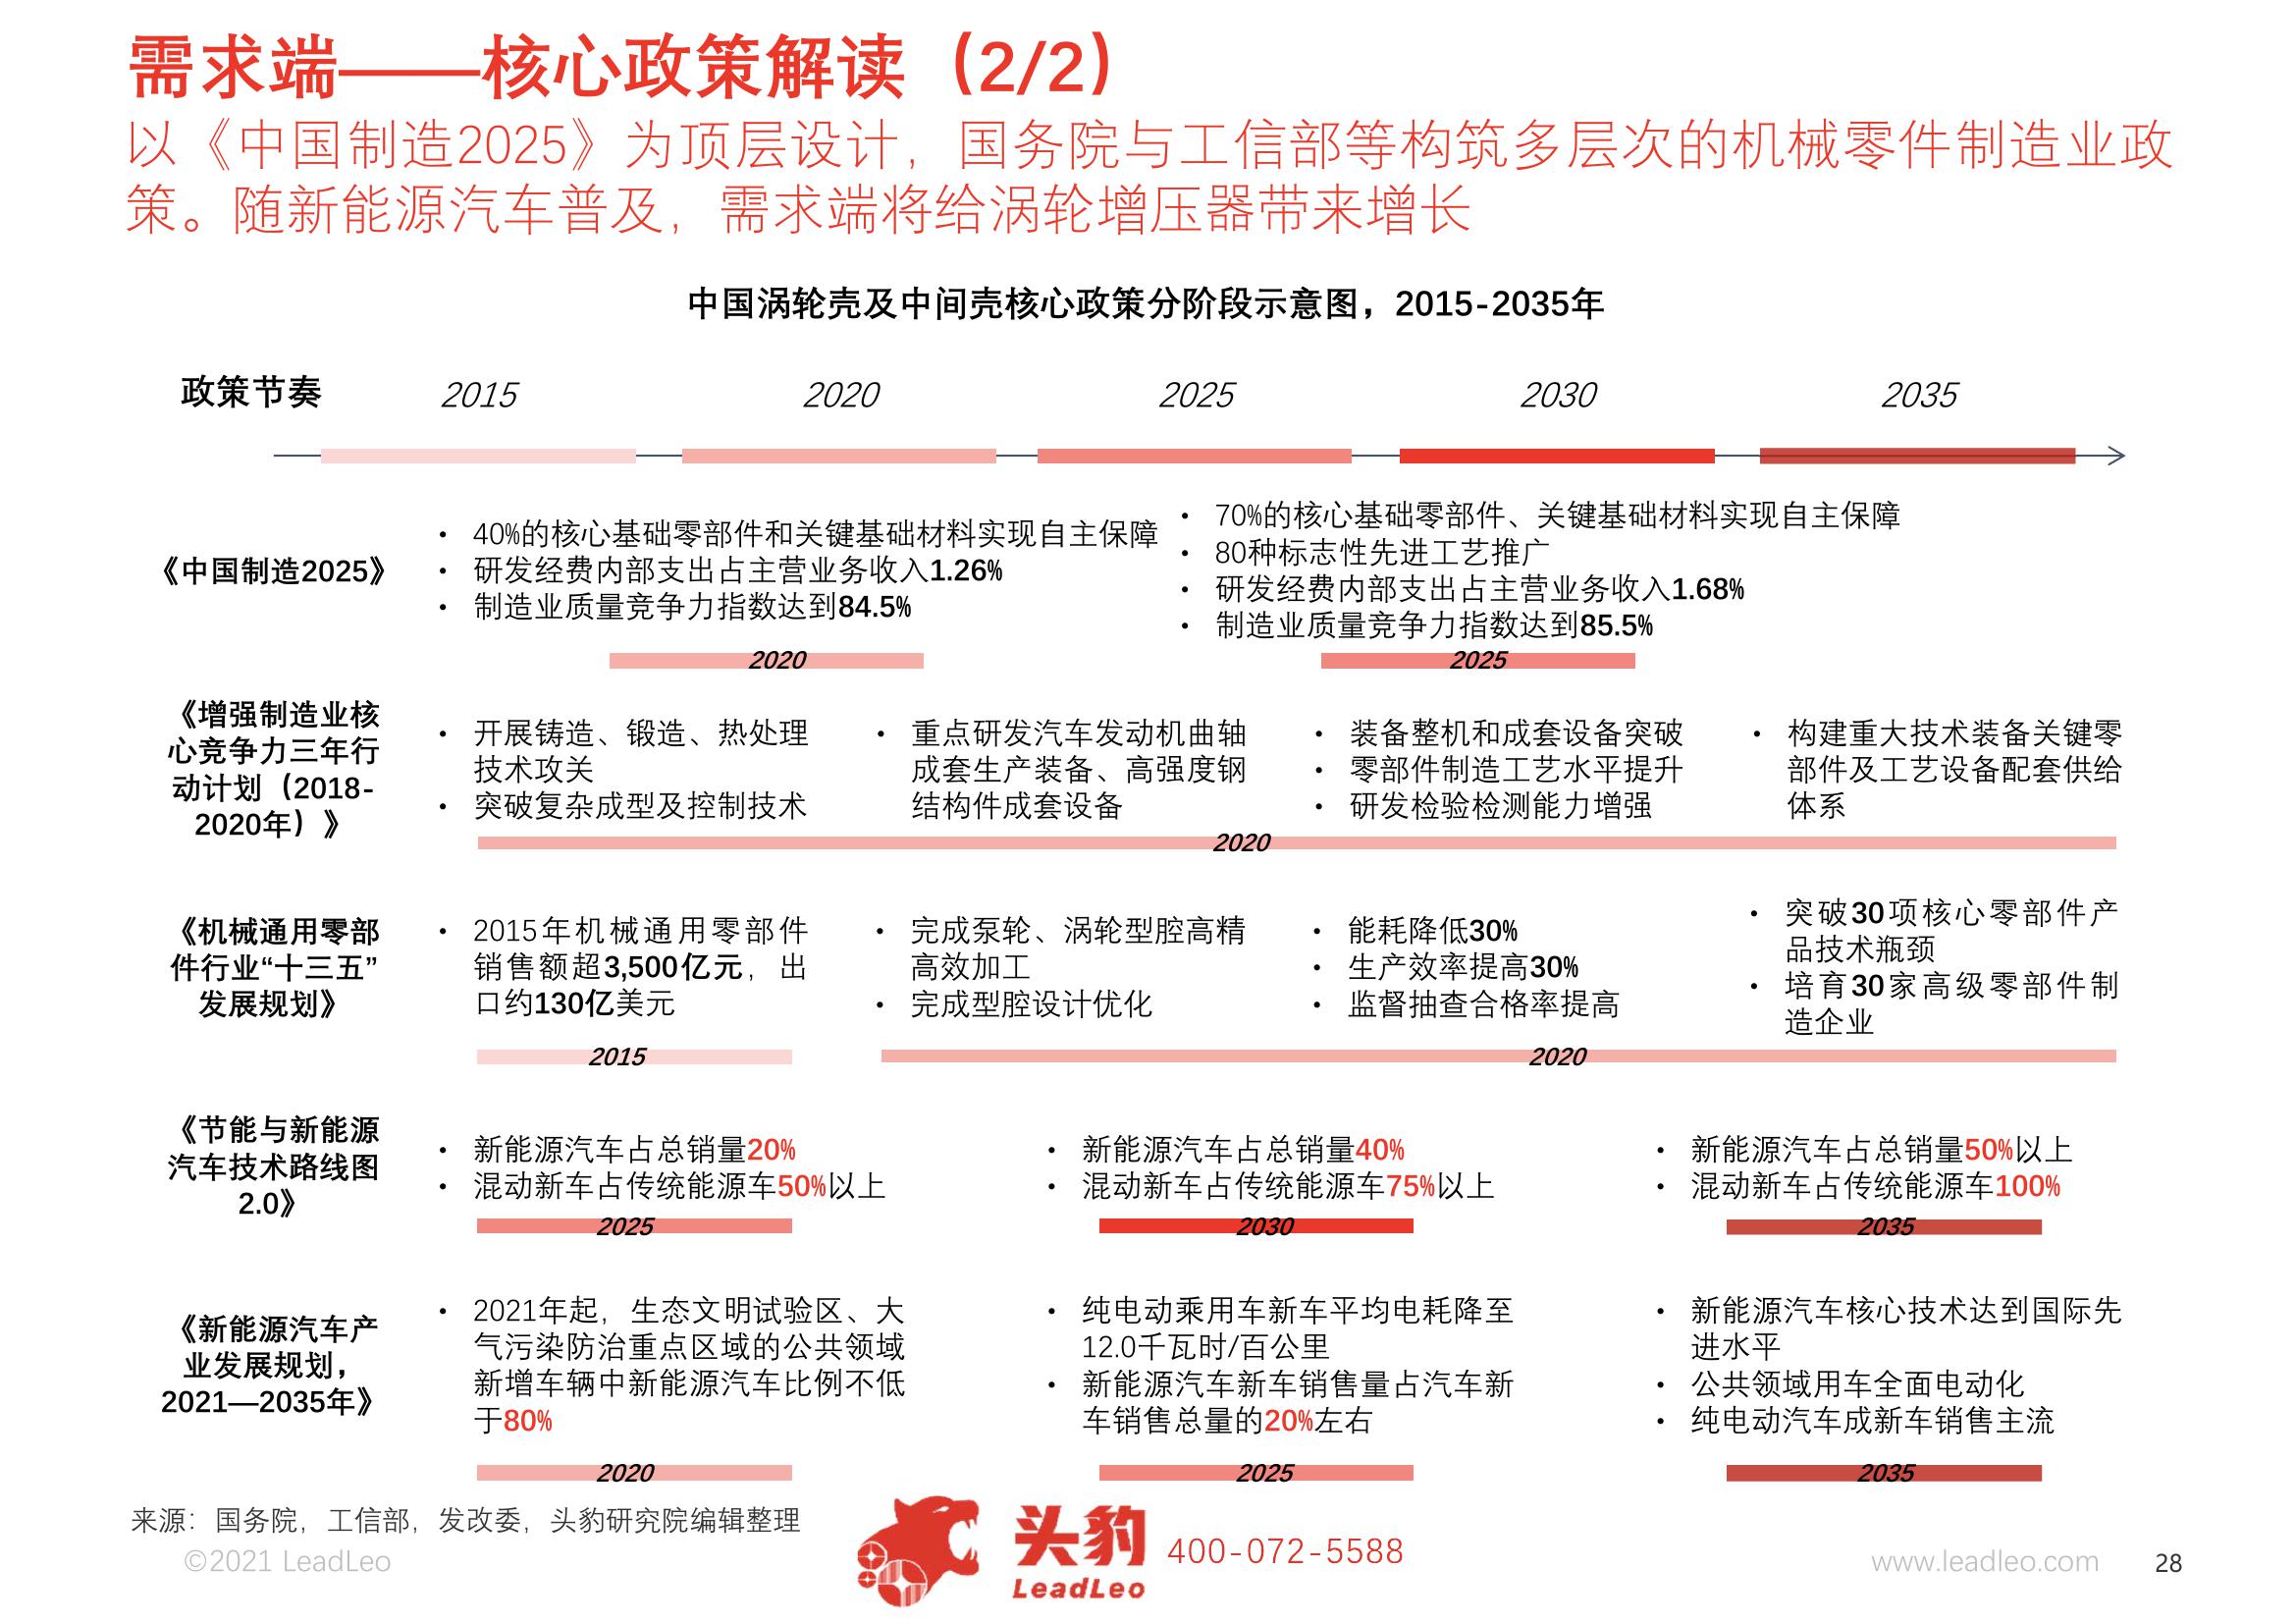 需求端——核心政策解读（2/2）
以《中国制造2025》为顶层设计，国务院与工信部等构筑多层次的机械零件制造业政
策。随新能源汽车普及，需求端将给涡轮增压器带来增长
中国涡轮壳及中间壳核心政策分阶段示意图，2015-2035年
政策节奏
2015
2020
2025
2030
2035
《中国制造2025》
• 40%的核心基础零部件和关键基础材料实现自主保障
• 研发经费内部支出占主营业务收入1.26%
• 制造业质量竞争力指数达到84.5%
2020
• 70%的核心基础零部件、关键基础材料实现自主保障
• 80种标志性先进工艺推广
• 研发经费内部支出占主营业务收入1.68%
• 制造业质量竞争力指数达到85.5%
2025
《增强制造业核
心竞争力三年行
动计划（2018-
2020年）》
• 开展铸造、锻造、热处理
技术攻关
• 突破复杂成型及控制技术
• 重点研发汽车发动机曲轴
成套生产装备、高强度钢
结构件成套设备
• 装备整机和成套设备突破
• 零部件制造工艺水平提升
• 研发检验检测能力增强
• 构建重大技术装备关键零
部件及工艺设备配套供给
体系
2020
《机械通用零部
件行业“十三五”
发展规划》
• 2015年机械通用零部件
销售额超3,500亿元，出
口约130亿美元
2015
• 完成泵轮、涡轮型腔高精
高效加工
• 完成型腔设计优化
• 能耗降低30%
• 生产效率提高30%
• 监督抽查合格率提高
• 突破30项核心零部件产
品技术瓶颈
• 培育30家高级零部件制
造企业
2020
《节能与新能源
汽车技术路线图
2.0》
• 新能源汽车占总销量20%
• 混动新车占传统能源车50%以上
2025
• 新能源汽车占总销量40%
• 混动新车占传统能源车75%以上
2030
• 新能源汽车占总销量50%以上
• 混动新车占传统能源车100%
2035
《新能源汽车产
业发展规划，
2021—2035年》
• 2021年起，生态文明试验区、大
气污染防治重点区域的公共领域
新增车辆中新能源汽车比例不低
于80%
2020
• 纯电动乘用车新车平均电耗降至
12.0千瓦时/百公里
• 新能源汽车新车销售量占汽车新
车销售总量的20%左右
2025
• 新能源汽车核心技术达到国际先
进水平
• 公共领域用车全面电动化
• 纯电动汽车成新车销售主流
2035
来源：国务院，工信部，发改委，头豹研究院编辑整理
©2021 LeadLeo
头豹
LeadLeo
400-072-5588
www.leadleo.com
28